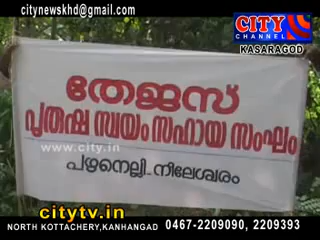 citynewskhd@gmail.com
CITY
CHANNEL
KASARAGOD
തേജസ്
പുരുഷ സ്വയം സഹായ സംഘം
www.city.in
പഴനെല്ലി - നീലേശ്വരം
citytv.in
NORTH KOTTACHERY,KANHANGAD 0467-2209090, 2209393